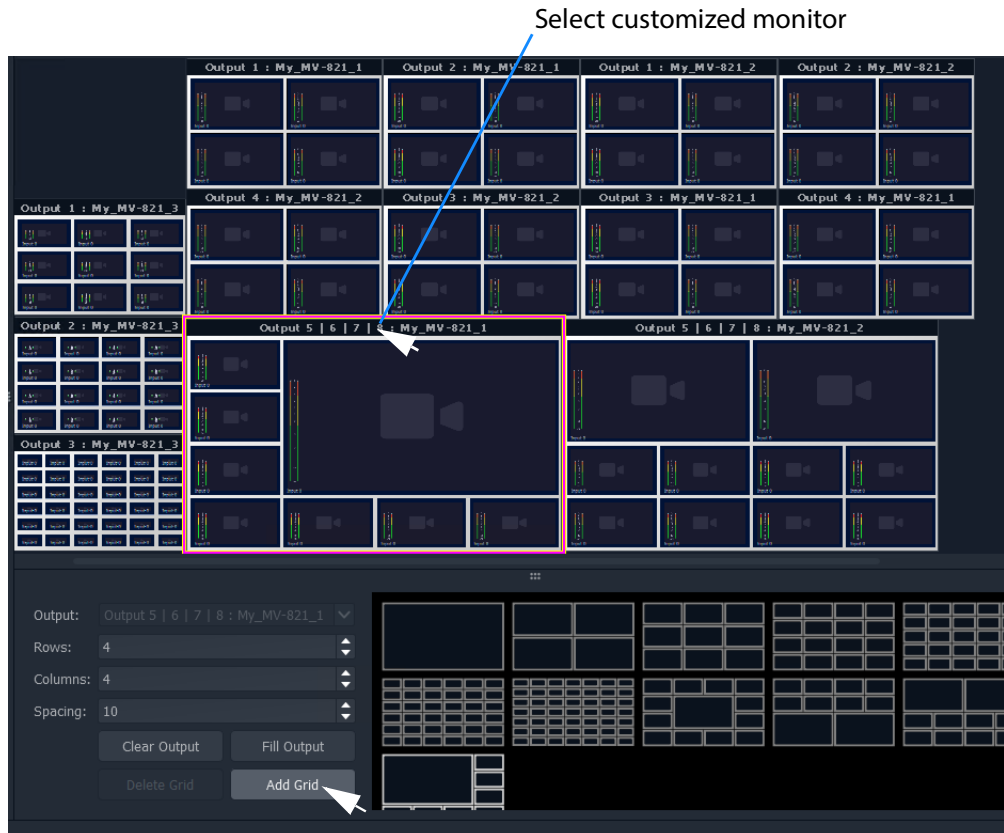 Select customized monitor
Output 1 : My_MV-821_1
Output 2 : My_MV-821_1
Output 1 : My_MV-821_2
Output 2 : My_MV-821_2
Output 1 : My_MV-821_3
Output 4 : My_MV-821_2
Output 3 : My_MV-821_2
Output 3 : My_MV-821_1
Output 4 : My_MV-821_1
Output 2 : My_MV-821_3
Output 5 | 6 | 7 | 8 : My_MV-821_1
Output 5 | 6 | 7 | 8 : My_MV-821_2
Output 3 : My_MV-821_3
Output: Output 5 | 6 | 7 | 8 : My_MV-821_1
Rows: 4
Columns: 4
Spacing: 10
Clear Output Fill Output
Delete Grid Add Grid